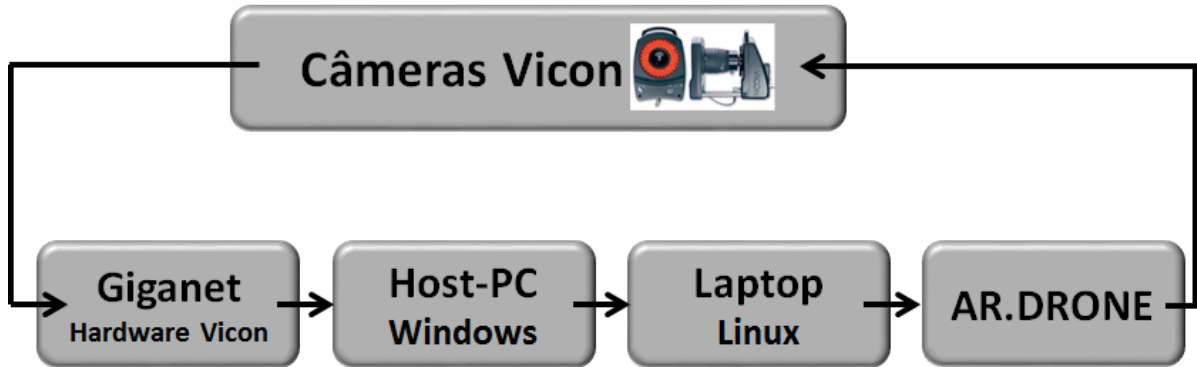 Câmeras Vicon
Giganet
Hardware Vicon
Host-PC
Windows
Laptop
Linux
AR.DRONE